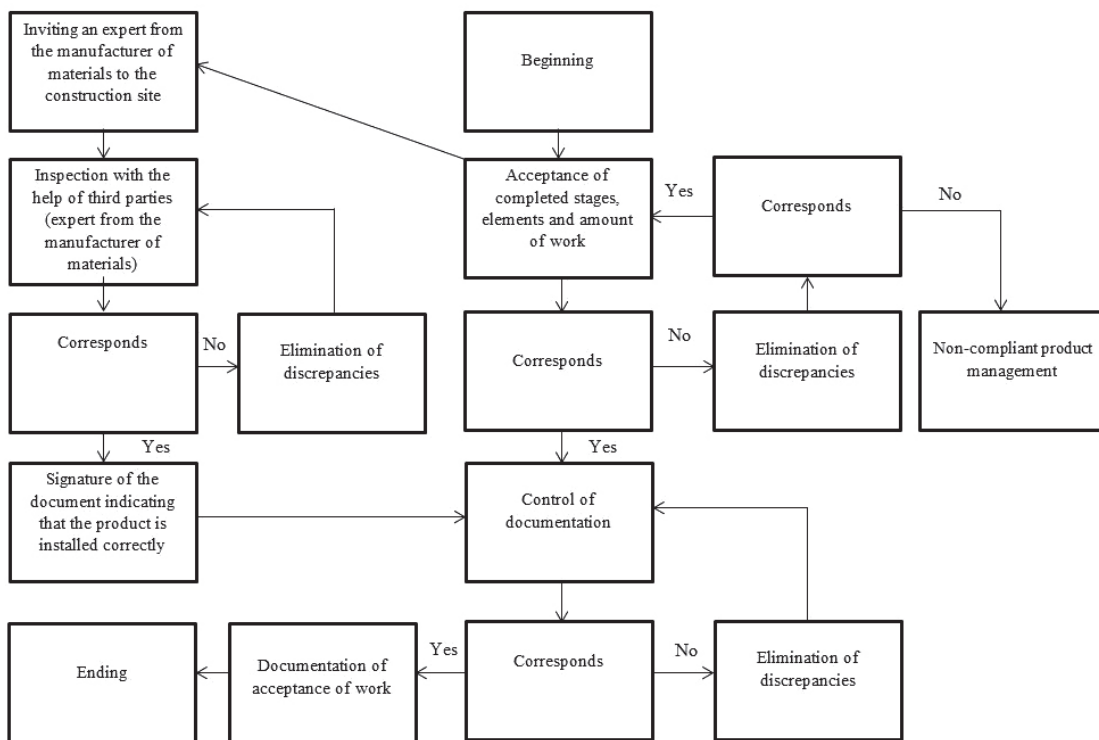 Inviting an expert from
the manufacturer of
materials to the
construction site
Beginning
Inspection with the
help of third parties
(expert from the
manufacturer of
materials)
Acceptance of
completed stages,
elements and amount
of work
Yes
Corresponds
No
Corresponds
No
Elimination of
discrepancies
Corresponds
No
Elimination of
discrepancies
Non-compliant product
management
Yes
Yes
Signature of the
document indicating
that the product is
installed correctly
Control of
documentation
Ending
Documentation of
acceptance of work
Yes
Corresponds
No
Elimination of
discrepancies